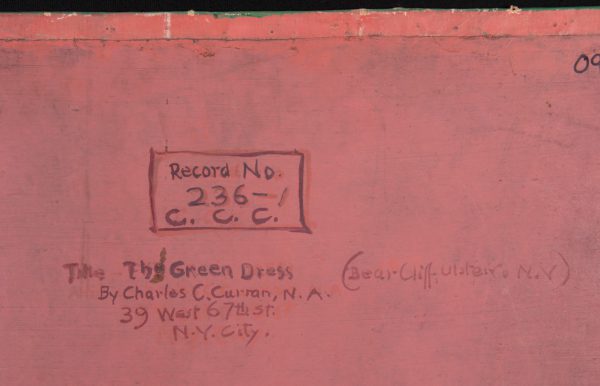 09
Record No.
236-1
C. C. C.
Title The Green Dress (Bear Cliff, Ulster Co N.Y.)
By Charles C. Curran, N. A.
39 West 67th St.
N.Y. City.